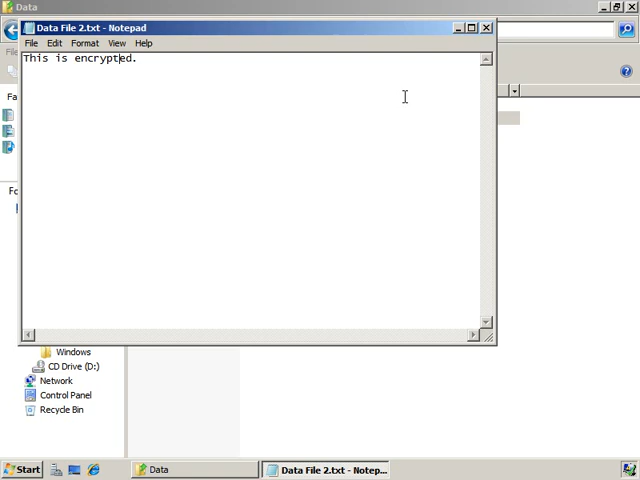 Data
Data File 2.txt - Notepad
File Edit Format View Help
This is encrypted.
Windows
CD Drive (D:)
Network
Control Panel
Recycle Bin
Start Data Data File 2.txt - Notep...